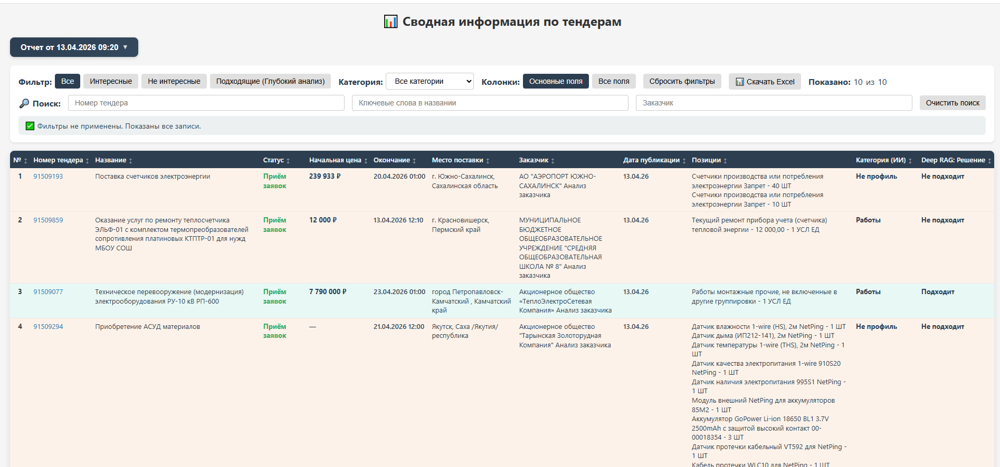 📊 Сводная информация по тендерам
Отчет от 13.04.2026 09:20 ▼
Фильтр: Все Интересные Не интересные Подходящие (Глубокий анализ) Категория: Все категории Колонки: Основные поля Все поля Сбросить фильтры 📊 Скачать Excel Показано: 10 из 10
🔎 Поиск: Номер тендера Ключевые слова в названии Заказчик Очистить поиск
✅ Фильтры не применены. Показаны все записи.
№ ↕ Номер тендера ↕ Название ↕ Статус ↕ Начальная цена ↕ Окончание ↕ Место поставки ↕ Заказчик ↕ Дата публикации ↕ Позиции ↕ Категория (ИИ) ↕ Deep RAG: Решение ↕
1 91509193 Поставка счетчиков электроэнергии Приём 239 933 ₽ 20.04.2026 01:00 г. Южно-Сахалинск, АО "АЭРОПОРТ ЮЖНО- 13.04.26 Счетчики производства или потребления Не профиль Не подходит
заявок Сахалинская область САХАЛИНСК" Анализ электроэнергии Запрет - 40 ШТ
заказчика Счетчики производства или потребления
электроэнергии Запрет - 10 ШТ
2 91509859 Оказание услуг по ремонту теплосчетчика Приём 12 000 ₽ 13.04.2026 12:10 г. Красновишерск, МУНИЦИПАЛЬНОЕ 13.04.26 Текущий ремонт прибора учета (счетчика) Работы Не подходит
ЭЛЬФ-01 с комплектом термопреобразователей заявок Пермский край БЮДЖЕТНОЕ тепловой энергии - 12 000,00 - 1 УСЛ ЕД
сопротивления платиновых КТПТР-01 для нужд ОБЩЕОБРАЗОВАТЕЛЬНОЕ
МБОУ СОШ УЧРЕЖДЕНИЕ "СРЕДНЯЯ
ОБЩЕОБРАЗОВАТЕЛЬНАЯ
ШКОЛА № 8" Анализ
заказчика
3 91509077 Техническое перевооружение (модернизация) Приём 7 790 000 ₽ 23.04.2026 01:00 город Петропавловск- Акционерное общество 13.04.26 Работы монтажные прочие, не включенные в Работы Подходит
электрооборудования РУ-10 кВ РП-600 заявок Камчатский , Камчатский «ТеплоЭлектроСетевая другие группировки - 1 УСЛ ЕД
край Компания» Анализ заказчика
4 91509294 Приобретение АСУД материалов Приём — 21.04.2026 12:00 Якутск, Саха /Якутия/ Акционерное общество 13.04.26 Датчик влажности 1-wire (HS), 2м NetPing - 1 ШТ Не профиль Не подходит
заявок республика "Тарынская Золоторудная Датчик дыма (ИП212-141), 2м NetPing - 1 ШТ
Компания" Анализ заказчика Датчик температуры 1-wire (THS), 2м NetPing - 1
ШТ
Датчик качества электропитания 1-wire 910S20
NetPing - 1 ШТ
Датчик наличия электропитания 995S1 NetPing -
1 ШТ
Модуль внешний NetPing для аккумуляторов
85M2 - 1 ШТ
Аккумулятор GoPower Li-ion 18650 BL1 3.7V
2500mAh с защитой высокий контакт 00-
00018354 - 3 ШТ
Датчик протечки кабельный VT592 для NetPing -
1 ШТ
Кабель протечки WLC10 для NetPing - 1 ШТ